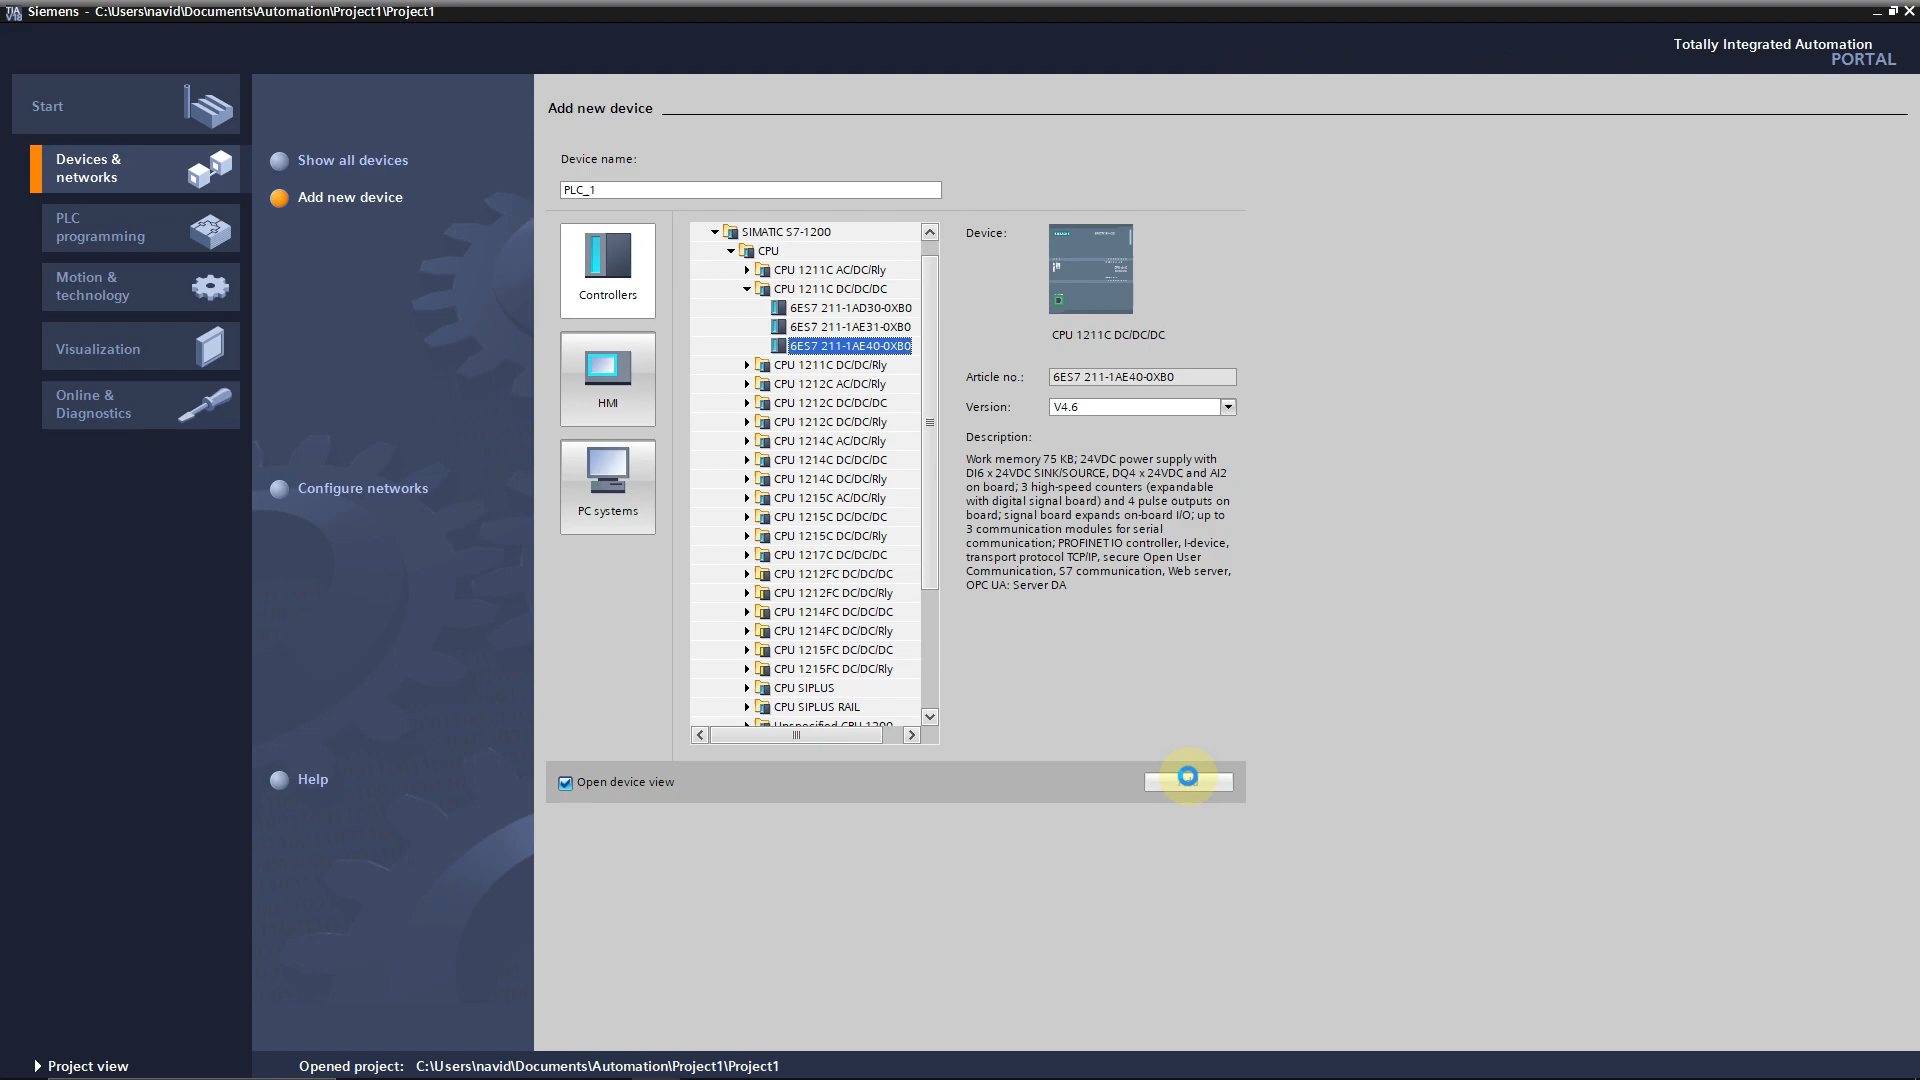 Siemens - C:\Users\navid\Documents\Automation\Project1\Project1
Totally Integrated Automation
PORTAL
Start
Devices &
networks
PLC
programming
Motion &
technology
Visualization
Online &
Diagnostics
Show all devices
Add new device
Configure networks
Help
Add new device
Device name:
PLC_1
Controllers
HMI
PC systems
SIMATIC S7-1200
CPU
CPU 1211C AC/DC/Rly
CPU 1211C DC/DC/DC
6ES7 211-1AD30-0XB0
6ES7 211-1AE31-0XB0
6ES7 211-1AE40-0XB0
CPU 1211C DC/DC/Rly
CPU 1212C AC/DC/Rly
CPU 1212C DC/DC/DC
CPU 1212C DC/DC/Rly
CPU 1214C AC/DC/Rly
CPU 1214C DC/DC/DC
CPU 1214C DC/DC/Rly
CPU 1215C AC/DC/Rly
CPU 1215C DC/DC/DC
CPU 1215C DC/DC/Rly
CPU 1217C DC/DC/DC
CPU 1212FC DC/DC/DC
CPU 1212FC DC/DC/Rly
CPU 1214FC DC/DC/DC
CPU 1214FC DC/DC/Rly
CPU 1215FC DC/DC/DC
CPU 1215FC DC/DC/Rly
CPU SIPLUS
CPU SIPLUS RAIL
Unspecified CPU 1200
Device:
CPU 1211C DC/DC/DC
Article no.: 6ES7 211-1AE40-0XB0
Version: V4.6
Description:
Work memory 75 KB; 24VDC power supply with
DI6 x 24VDC SINK/SOURCE, DQ4 x 24VDC and AI2
on board; 3 high-speed counters (expandable
with digital signal board) and 4 pulse outputs on
board; signal board expands on-board I/O; up to
3 communication modules for serial
communication; PROFINET IO controller, I-device,
transport protocol TCP/IP, secure Open User
Communication, S7 communication, Web server,
OPC UA: Server DA
Open device view
Project view
Opened project: C:\Users\navid\Documents\Automation\Project1\Project1